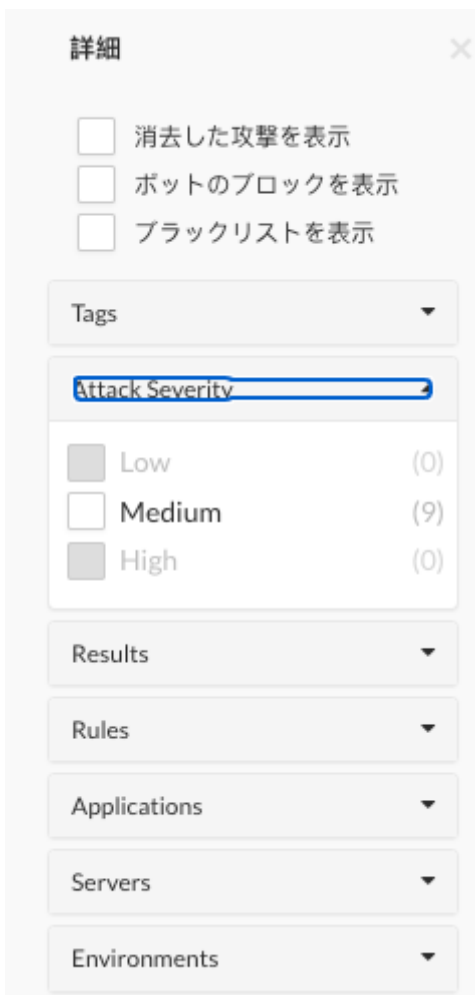 詳細
消去した攻撃を表示
ボットのブロックを表示
ブラックリストを表示
Tags
Attack Severity
Low (0)
Medium (9)
High (0)
Results
Rules
Applications
Servers
Environments